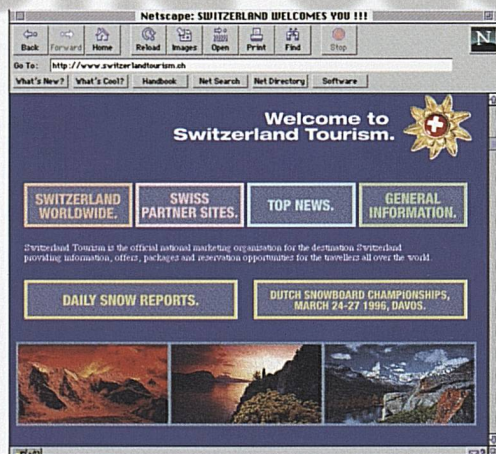 Netscape: SWITZERLAND WELCOMES YOU !!!
Back Forward Home Reload Images Open Print Find Stop
N
Go To: http://www.switzerlandtourism.ch
What's New? What's Cool? Handbook Net Search Net Directory Software
Welcome to
Switzerland Tourism.
SWITZERLAND
WORLDWIDE.
SWISS
PARTNER SITES.
TOP NEWS.
GENERAL
INFORMATION.
Switzerland Tourism is the official national marketing organisation for the destination Switzerland
providing information, offers, packages and reservation opportunities for the travellers all over the world.
DAILY SNOW REPORTS.
DUTCH SNOWBOARD CHAMPIONSHIPS,
MARCH 24-27 1996, DAVOS.